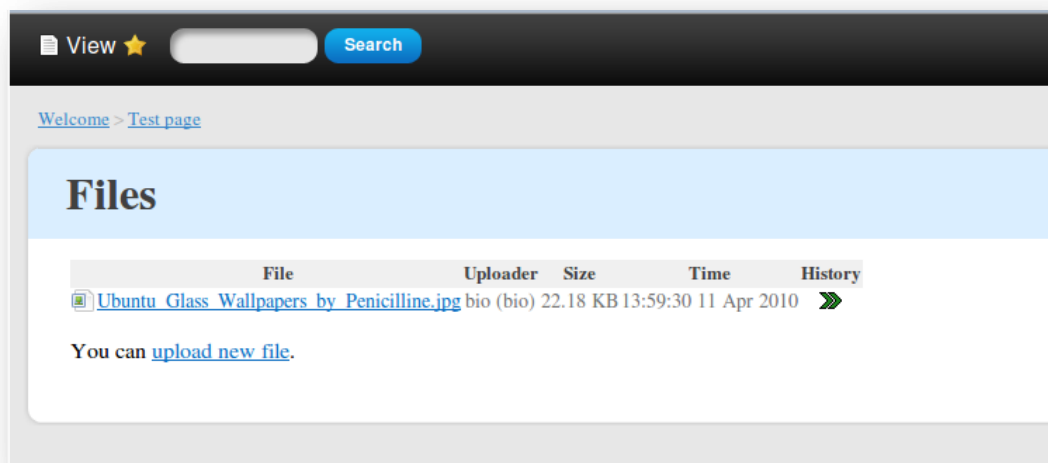 View Search
Welcome > Test page
Files
File Uploader Size Time History
Ubuntu_Glass_Wallpapers_by_Penicilline.jpg bio (bio) 22.18 KB 13:59:30 11 Apr 2010
You can upload new file.